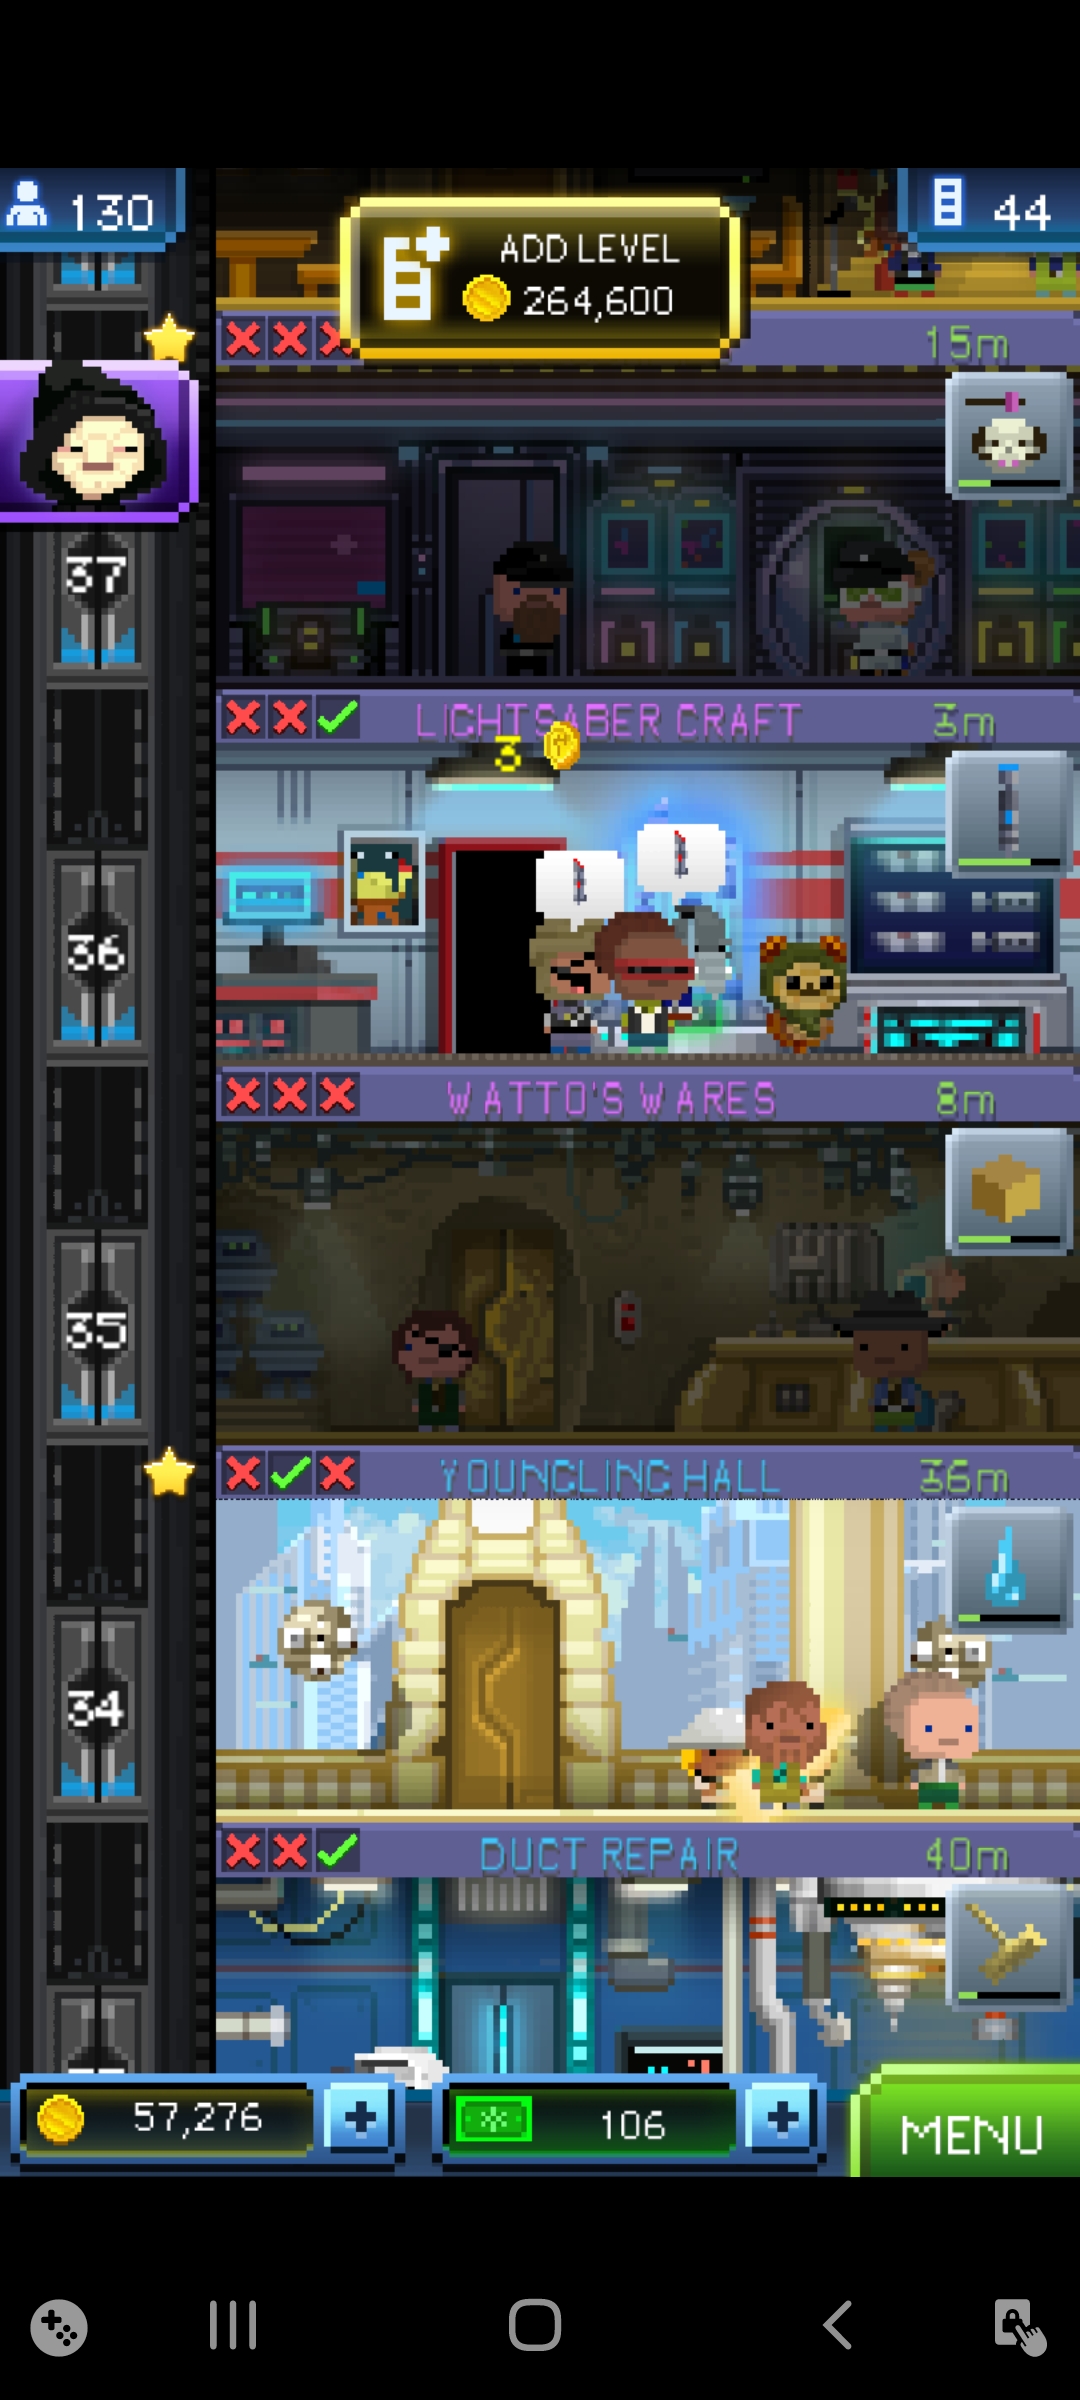 130
ADD LEVEL
264,600
44
15m
37
LIGHTSABER CRAFT
3m
3
36
WATTO'S WARES
8m
35
YOUNGLING HALL
36m
34
DUCT REPAIR
40m
57,276
106
MENU